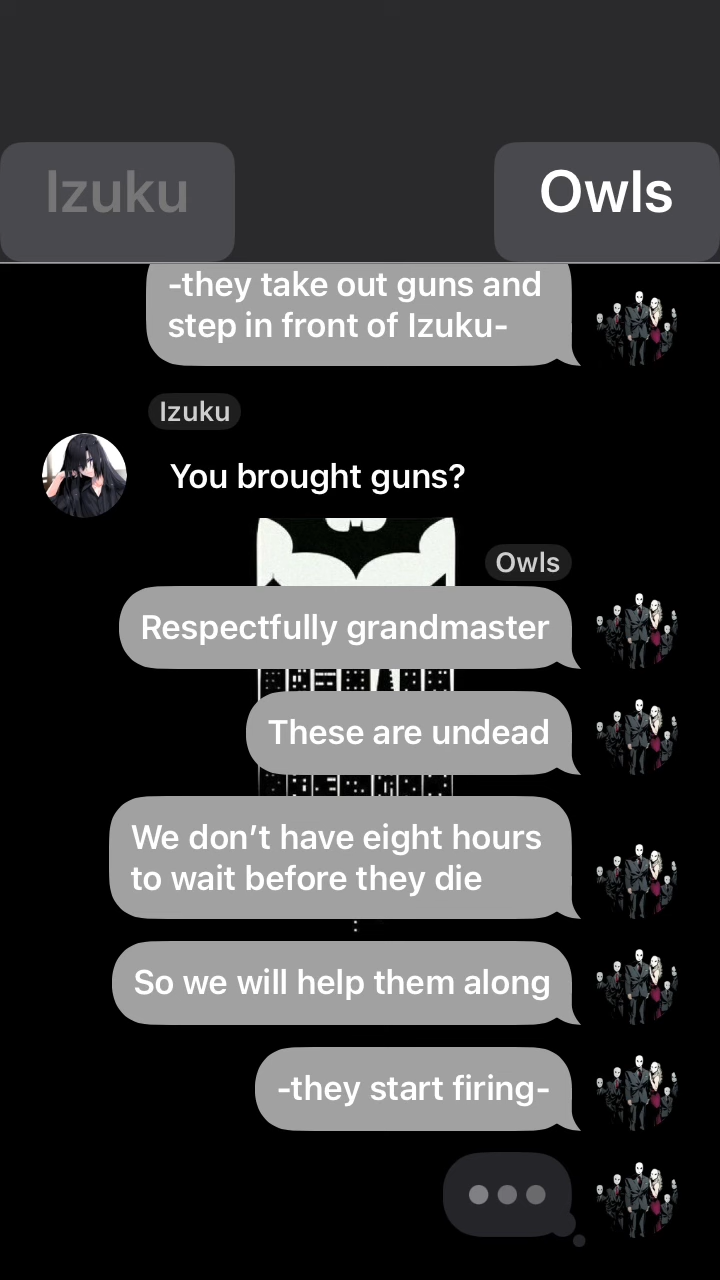 Izuku
Owls
-they take out guns and
step in front of Izuku-
Izuku
You brought guns?
Owls
Respectfully grandmaster
These are undead
We don’t have eight hours
to wait before they die
So we will help them along
-they start firing-